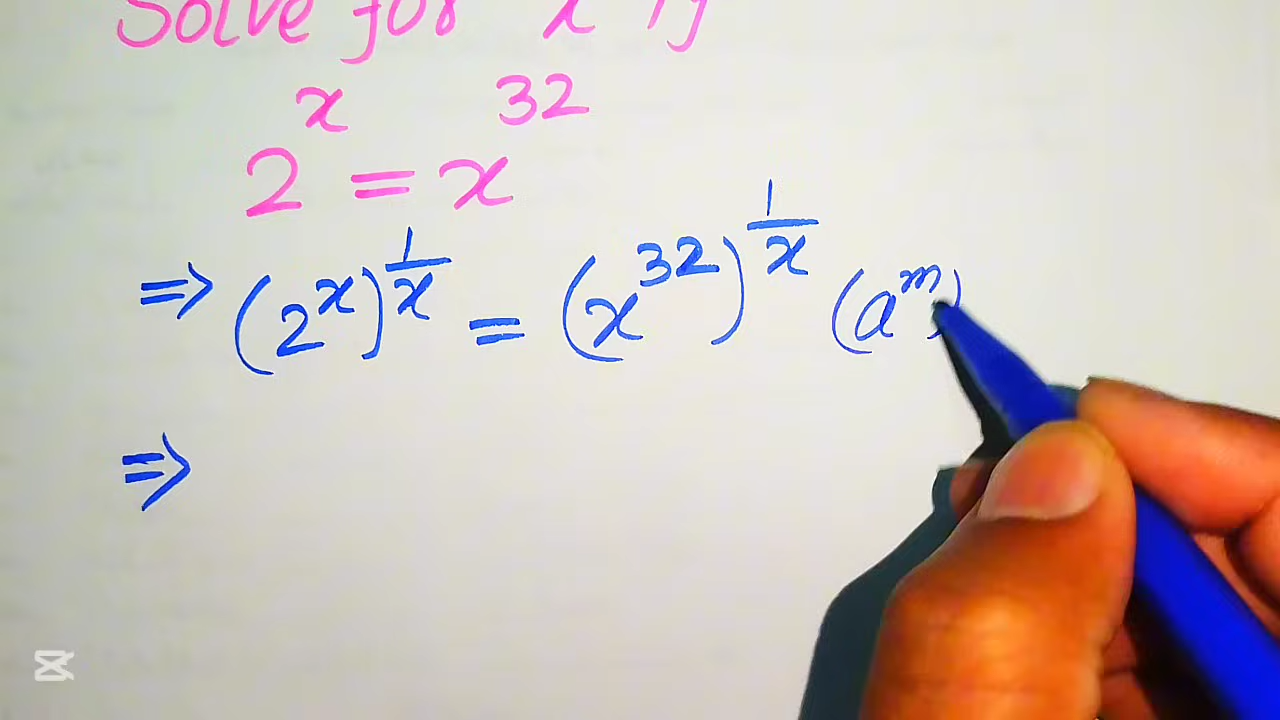 Solve for x if
2^x = x^32
⇒ (2^x)^(1/x) = (x^32)^(1/x) (a^m)
⇒